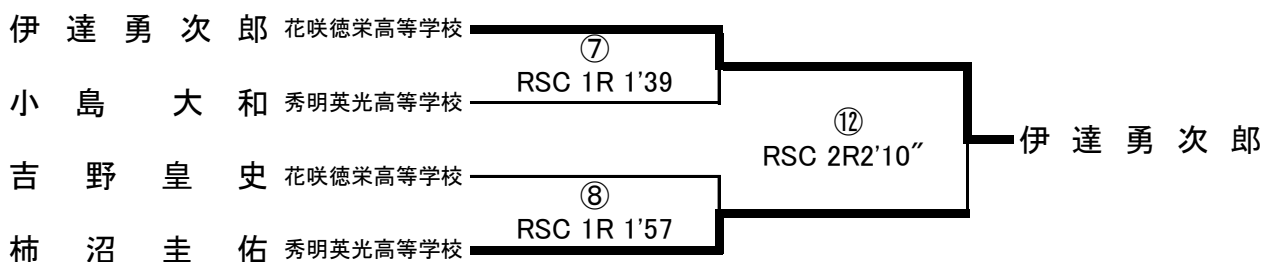 伊達勇次郎 花咲徳栄高等学校
⑦
RSC 1R 1'39
小島大和 秀明英光高等学校
⑫
RSC 2R2'10″
伊達勇次郎
吉野皇史 花咲徳栄高等学校
⑧
RSC 1R 1'57
柿沼圭佑 秀明英光高等学校